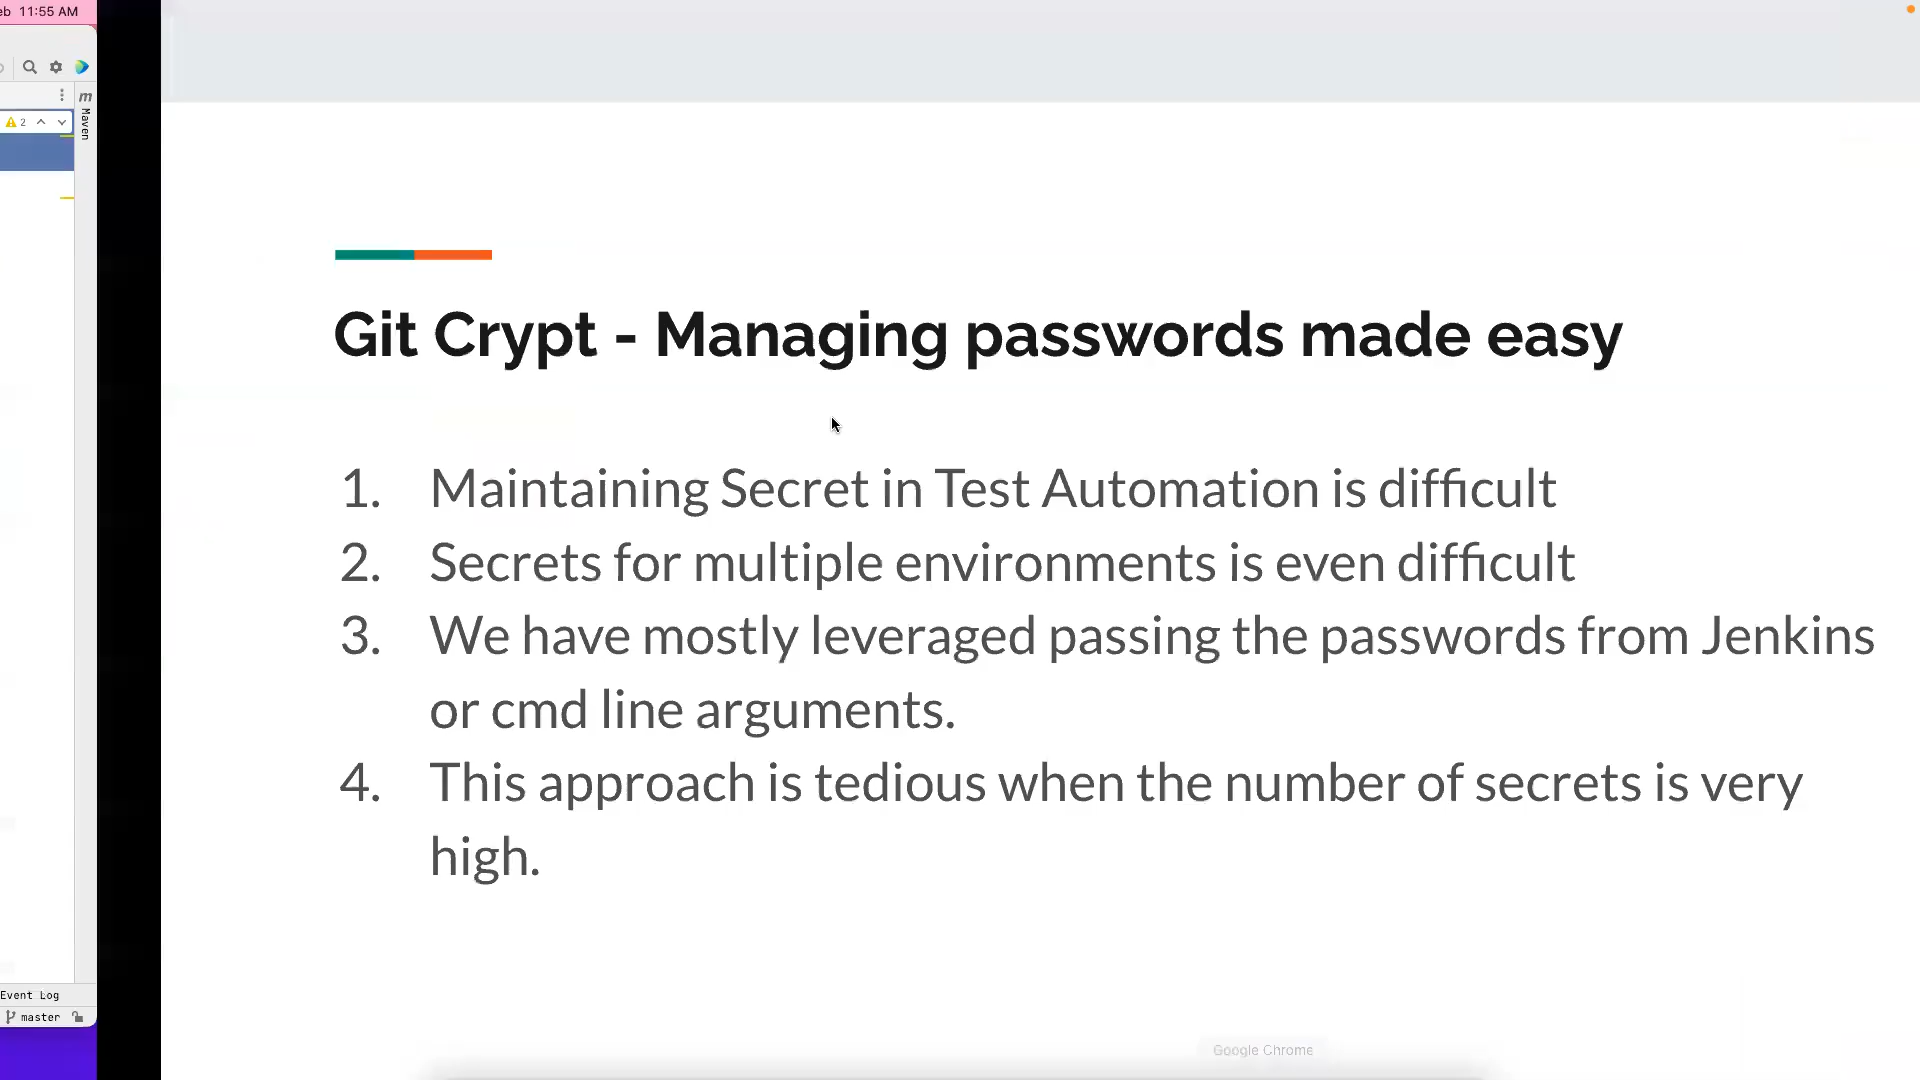 eb 11:55 AM
m
Maven
2
Git Crypt - Managing passwords made easy
1. Maintaining Secret in Test Automation is difficult
2. Secrets for multiple environments is even difficult
3. We have mostly leveraged passing the passwords from Jenkins
or cmd line arguments.
4. This approach is tedious when the number of secrets is very
high.
Event Log
master
Google Chrome